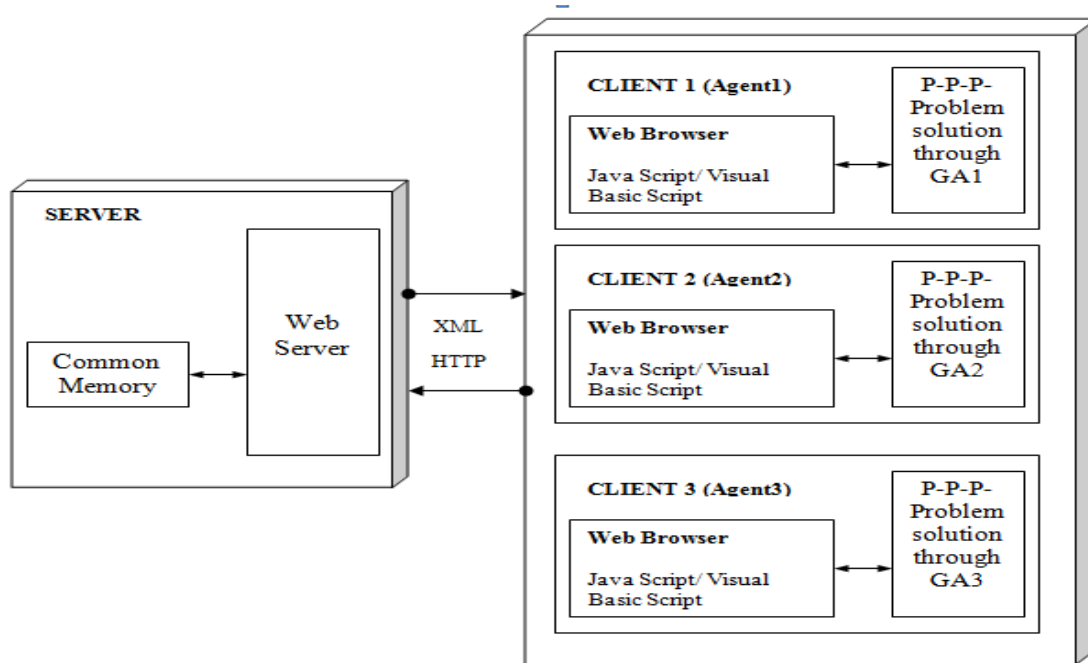 SERVER
Common
Memory
Web
Server
XML
HTTP
CLIENT 1 (Agent1)
Web Browser
Java Script/ Visual
Basic Script
P-P-P-
Problem
solution
through
GA1
CLIENT 2 (Agent2)
Web Browser
Java Script/ Visual
Basic Script
P-P-P-
Problem
solution
through
GA2
CLIENT 3 (Agent3)
Web Browser
Java Script/ Visual
Basic Script
P-P-P-
Problem
solution
through
GA3